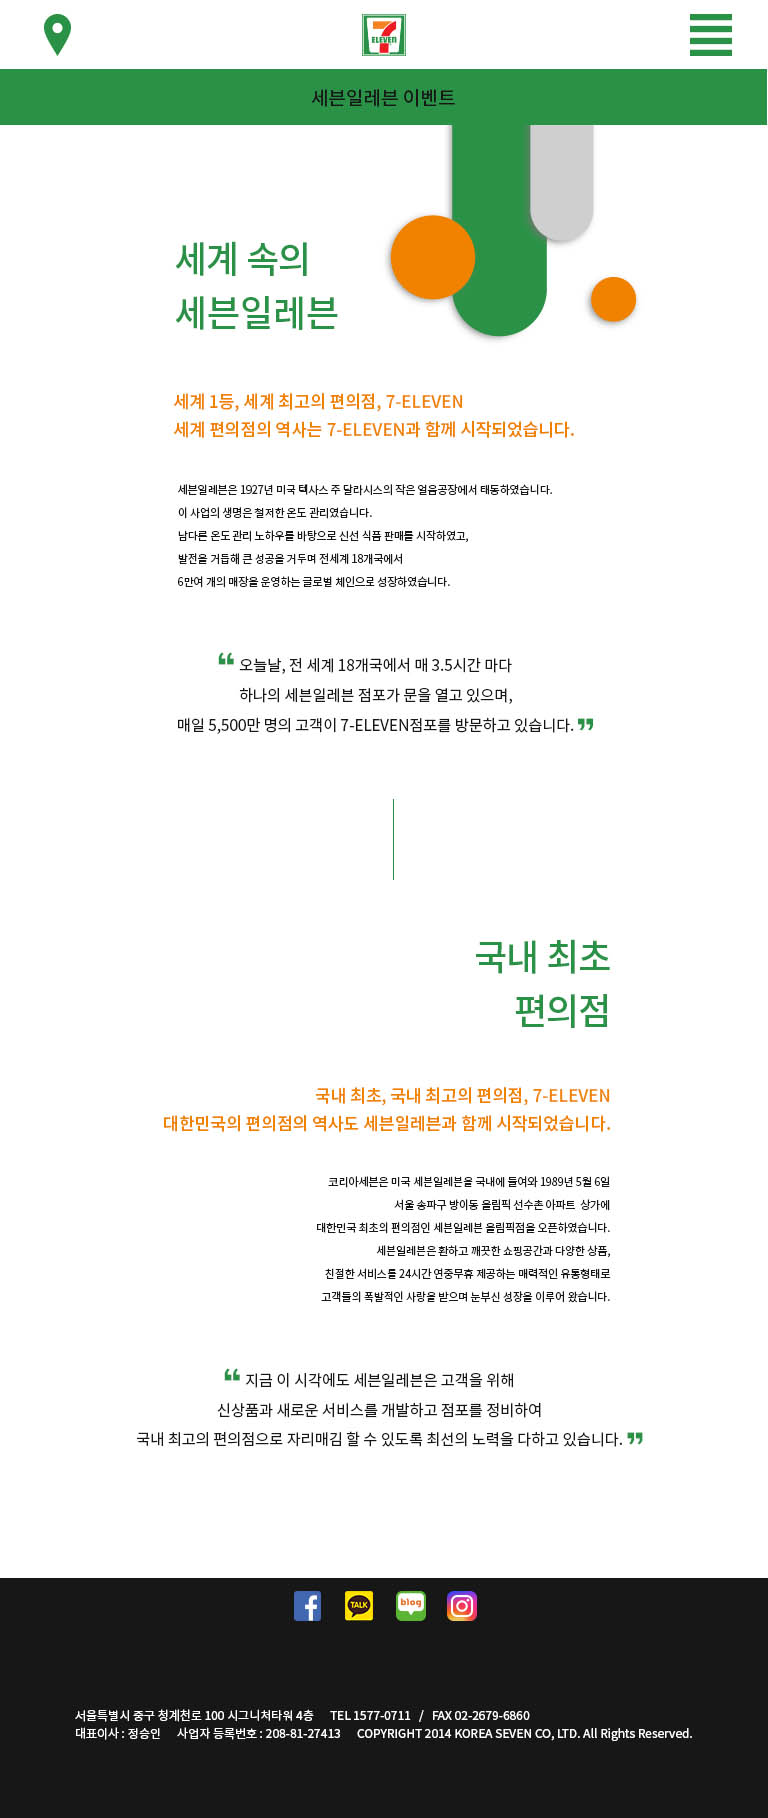 7
ELEVEN
세븐일레븐 이벤트
세계 속의
세븐일레븐
세계 1등, 세계 최고의 편의점, 7-ELEVEN
세계 편의점의 역사는 7-ELEVEN과 함께 시작되었습니다.
세븐일레븐은 1927년 미국 텍사스 주 달라시스의 작은 얼음공장에서 태동하였습니다.
이 사업의 생명은 철저한 온도 관리였습니다.
남다른 온도 관리 노하우를 바탕으로 신선 식품 판매를 시작하였고,
발전을 거듭해 큰 성공을 거두며 전세계 18개국에서
6만여 개의 매장을 운영하는 글로벌 체인으로 성장하였습니다.
❝ 오늘날, 전 세계 18개국에서 매 3.5시간 마다
하나의 세븐일레븐 점포가 문을 열고 있으며,
매일 5,500만 명의 고객이 7-ELEVEN점포를 방문하고 있습니다. ❞
국내 최초
편의점
국내 최초, 국내 최고의 편의점, 7-ELEVEN
대한민국의 편의점의 역사도 세븐일레븐과 함께 시작되었습니다.
코리아세븐은 미국 세븐일레븐을 국내에 들여와 1989년 5월 6일
서울 송파구 방이동 올림픽 선수촌 아파트 상가에
대한민국 최초의 편의점인 세븐일레븐 올림픽점을 오픈하였습니다.
세븐일레븐은 환하고 깨끗한 쇼핑공간과 다양한 상품,
친절한 서비스를 24시간 연중무휴 제공하는 매력적인 유통형태로
고객들의 폭발적인 사랑을 받으며 눈부신 성장을 이루어 왔습니다.
❝ 지금 이 시각에도 세븐일레븐은 고객을 위해
신상품과 새로운 서비스를 개발하고 점포를 정비하여
국내 최고의 편의점으로 자리매김 할 수 있도록 최선의 노력을 다하고 있습니다. ❞
f TALK blog
서울특별시 중구 청계천로 100 시그니처타워 4층 TEL 1577-0711 / FAX 02-2679-6860
대표이사 : 정승인 사업자 등록번호 : 208-81-27413 COPYRIGHT 2014 KOREA SEVEN CO, LTD. All Rights Reserved.